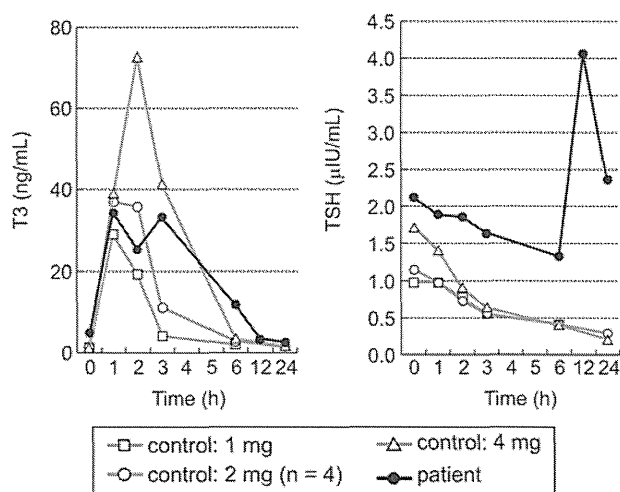 T3 (ng/mL)
80
60
40
20
0
0 1 2 3 4 5 6 12 24
Time (h)
TSH (µIU/mL)
4.5
4.0
3.5
3.0
2.5
2.0
1.5
1.0
0.5
0.0
0 1 2 3 4 5 6 12 24
Time (h)
control: 1 mg
control: 4 mg
control: 2 mg (n = 4)
patient